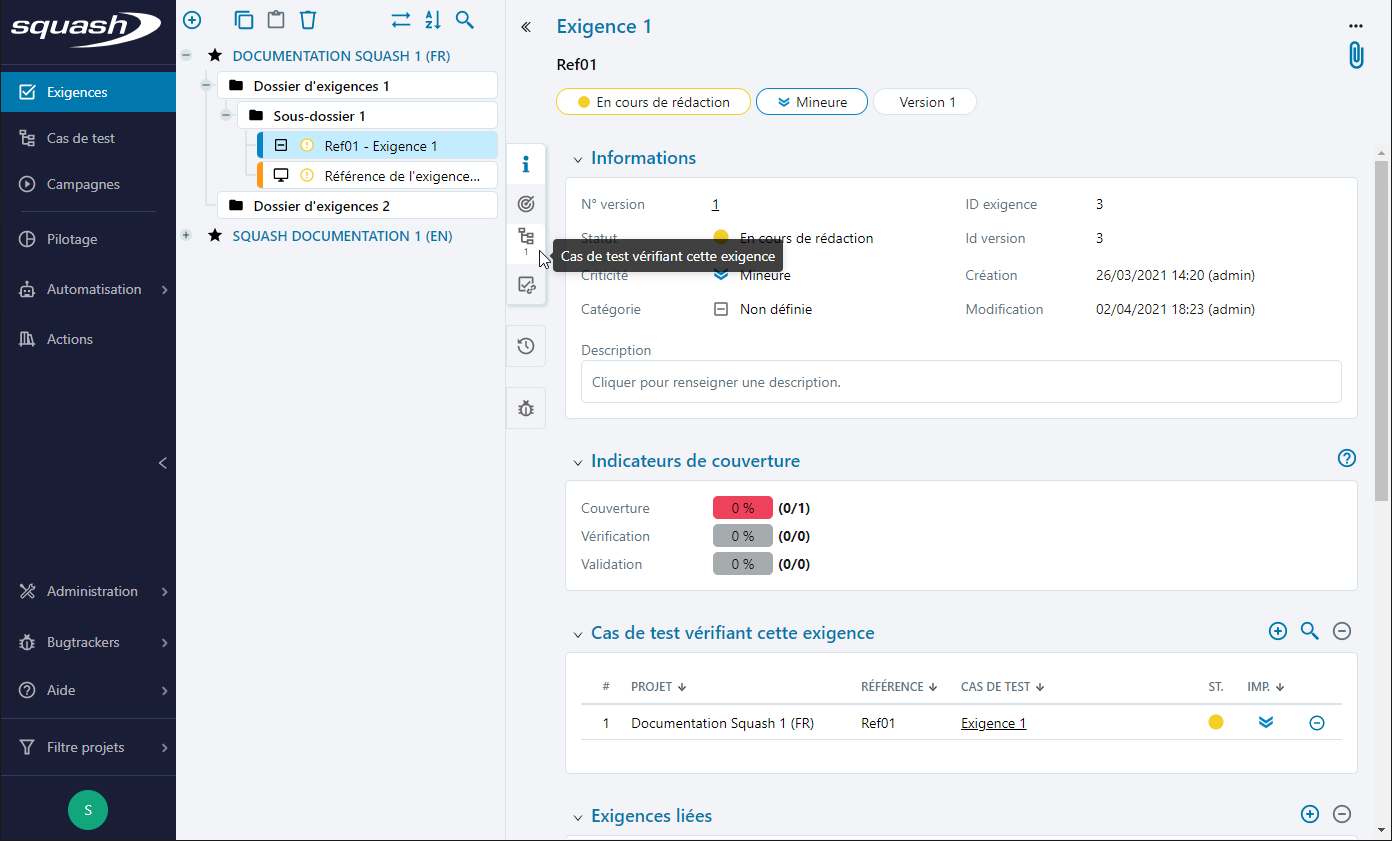 squash
Exigences
Cas de test
Campagnes
Pilotage
Automatisation
Actions
Administration
Bugtrackers
Aide
Filtre projets
S
DOCUMENTATION SQUASH 1 (FR)
Dossier d'exigences 1
Sous-dossier 1
Ref01 - Exigence 1
Référence de l'exigence...
Dossier d'exigences 2
SQUASH DOCUMENTATION 1 (EN)
Exigence 1
Ref01
En cours de rédaction Mineure Version 1
1
Cas de test vérifiant cette exigence
Informations
N° version 1 ID exigence 3
Statut En cours de rédaction Id version 3
Criticité Mineure Création 26/03/2021 14:20 (admin)
Catégorie Non définie Modification 02/04/2021 18:23 (admin)
Description
Cliquer pour renseigner une description.
Indicateurs de couverture
Couverture 0 % (0/1)
Vérification 0 % (0/0)
Validation 0 % (0/0)
Cas de test vérifiant cette exigence
# PROJET RÉFÉRENCE CAS DE TEST ST. IMP.
1 Documentation Squash 1 (FR) Ref01 Exigence 1
Exigences liées